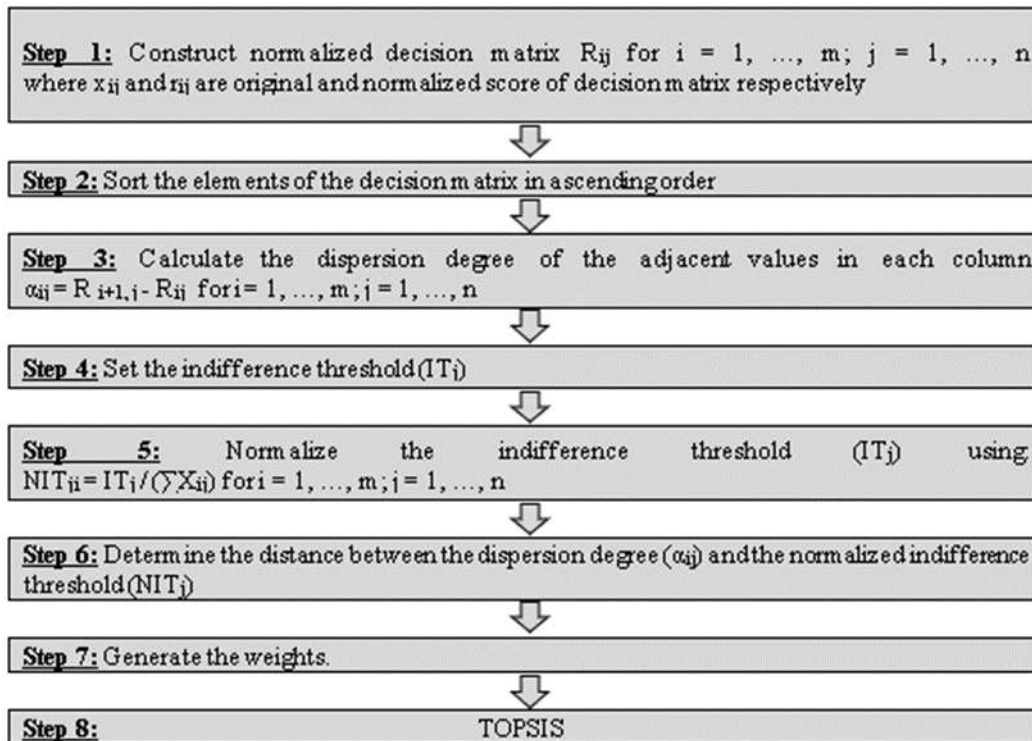 Step 1: Construct normalized decision matrix Rij for i = 1, ..., m; j = 1, ..., n
where xij and rij are original and normalized score of decision matrix respectively
Step 2: Sort the elements of the decision matrix in ascending order
Step 3: Calculate the dispersion degree of the adjacent values in each column
αij = R i+1,j - Rij for i = 1, ..., m; j = 1, ..., n
Step 4: Set the indifference threshold (ITj)
Step 5: Normalize the indifference threshold (ITj) using
NITji = ITj / (∑Xij) for i = 1, ..., m; j = 1, ..., n
Step 6: Determine the distance between the dispersion degree (αij) and the normalized indifference
threshold (NITj)
Step 7: Generate the weights.
Step 8: TOPSIS